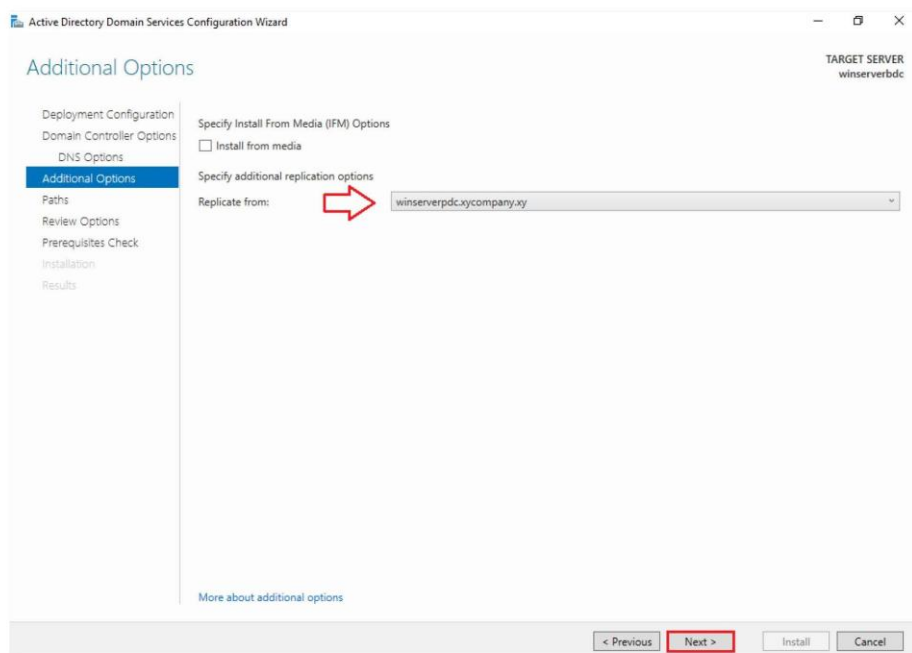 Active Directory Domain Services Configuration Wizard
Additional Options
TARGET SERVER
winserverbdc
Deployment Configuration
Domain Controller Options
DNS Options
Additional Options
Paths
Review Options
Prerequisites Check
Installation
Results
Specify Install From Media (IFM) Options
Install from media
Specify additional replication options
Replicate from:
winserverpdc.xycompany.xy
More about additional options
< Previous
Next >
Install
Cancel